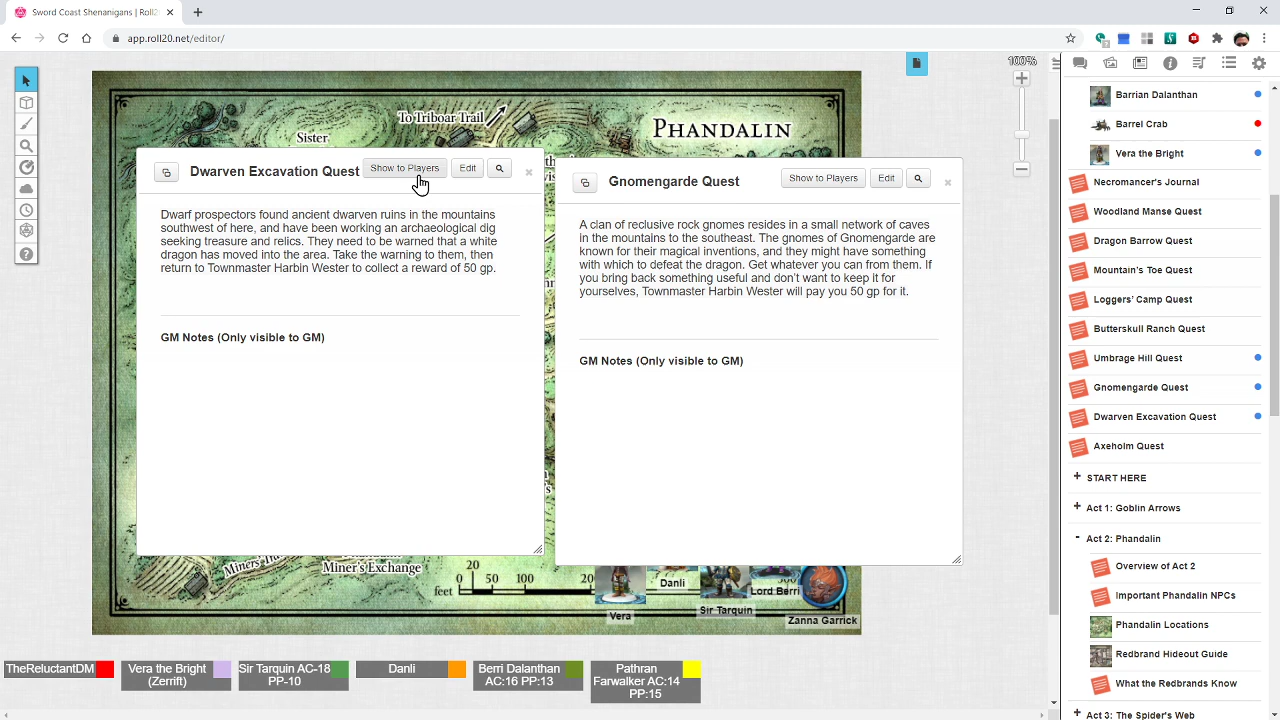 Sword Coast Shenanigans | Roll2
app.roll20.net/editor/
100%
To Triboar Trail
Sister
PHANDALIN
Dwarven Excavation Quest
Show to Players
Edit
Dwarf prospectors found ancient dwarven ruins in the mountains
southwest of here, and have been working an archaeological dig
seeking treasure and relics. They need to be warned that a white
dragon has moved into the area. Take the warning to them, then
return to Townmaster Harbin Wester to collect a reward of 50 gp.
GM Notes (Only visible to GM)
Gnomengarde Quest
Show to Players
Edit
A clan of reclusive rock gnomes resides in a small network of caves
in the mountains to the southeast. The gnomes of Gnomengarde are
known for their magical inventions, and they might have something
with which to defeat the dragon. Get whatever you can from them. If
you bring back something useful and don't want to keep it for
yourselves, Townmaster Harbin Wester will pay you 50 gp for it.
GM Notes (Only visible to GM)
Miner's Exchange
feet
0 50 100 200
20
Vera
Danli
Sir Tarquin
Lord Berri
Zanna Garrick
TheReluctantDM
Vera the Bright
(Zerrift)
Sir Tarquin AC-18
PP-10
Danli
Berri Dalanthan
AC:16 PP:13
Pathran
Farwalker AC:14
PP:15
Barrian Dalanthan
Barrel Crab
Vera the Bright
Necromancer's Journal
Woodland Manse Quest
Dragon Barrow Quest
Mountain's Toe Quest
Loggers' Camp Quest
Butterskull Ranch Quest
Umbrage Hill Quest
Gnomengarde Quest
Dwarven Excavation Quest
Axeholm Quest
+ START HERE
+ Act 1: Goblin Arrows
- Act 2: Phandalin
Overview of Act 2
Important Phandalin NPCs
Phandalin Locations
Redbrand Hideout Guide
What the Redbrands Know
+ Act 3: The Spider's Web